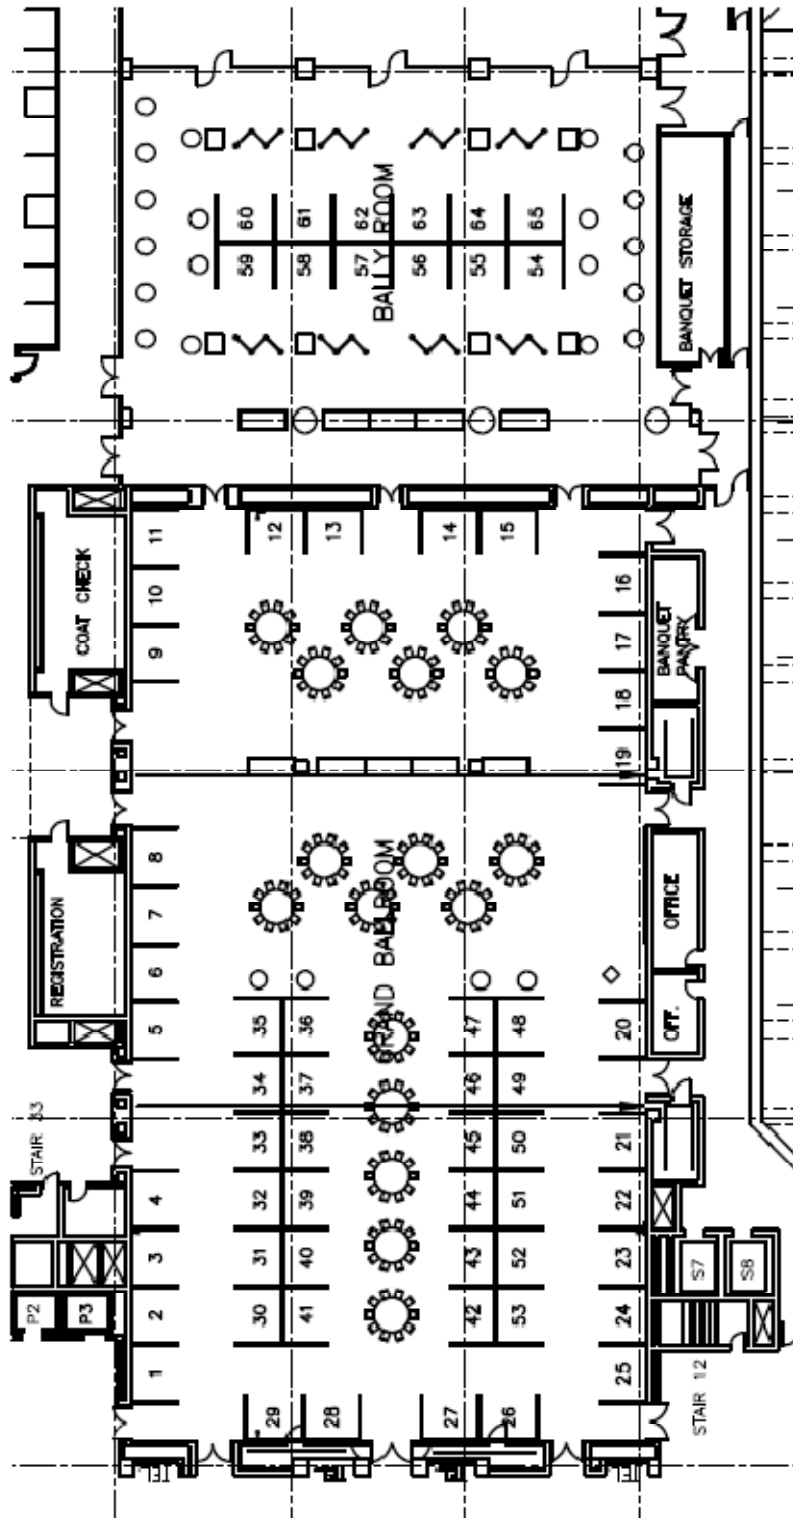 60 61 62 63 64 65
59 58 57 56 55 54
BALLY ROOM
BANQUET STORAGE
COAT CHECK
11
10
9
12 13 14 15
16
17
18
19
BANQUET
PANTRY
REGISTRATION
8
7
6
5
GRAND BALLROOM
OFFICE
OFF.
20
35 36 47 48
34 37 46 49
33 38 45 50
32 39 44 51
31 40 43 52
30 41 42 53
STAIR 33
4
3
2
1
P2 P3
21
22
23
24
25
S7 S8
STAIR 12
29 28 27 26
TEL
TEL
TEL
TEL